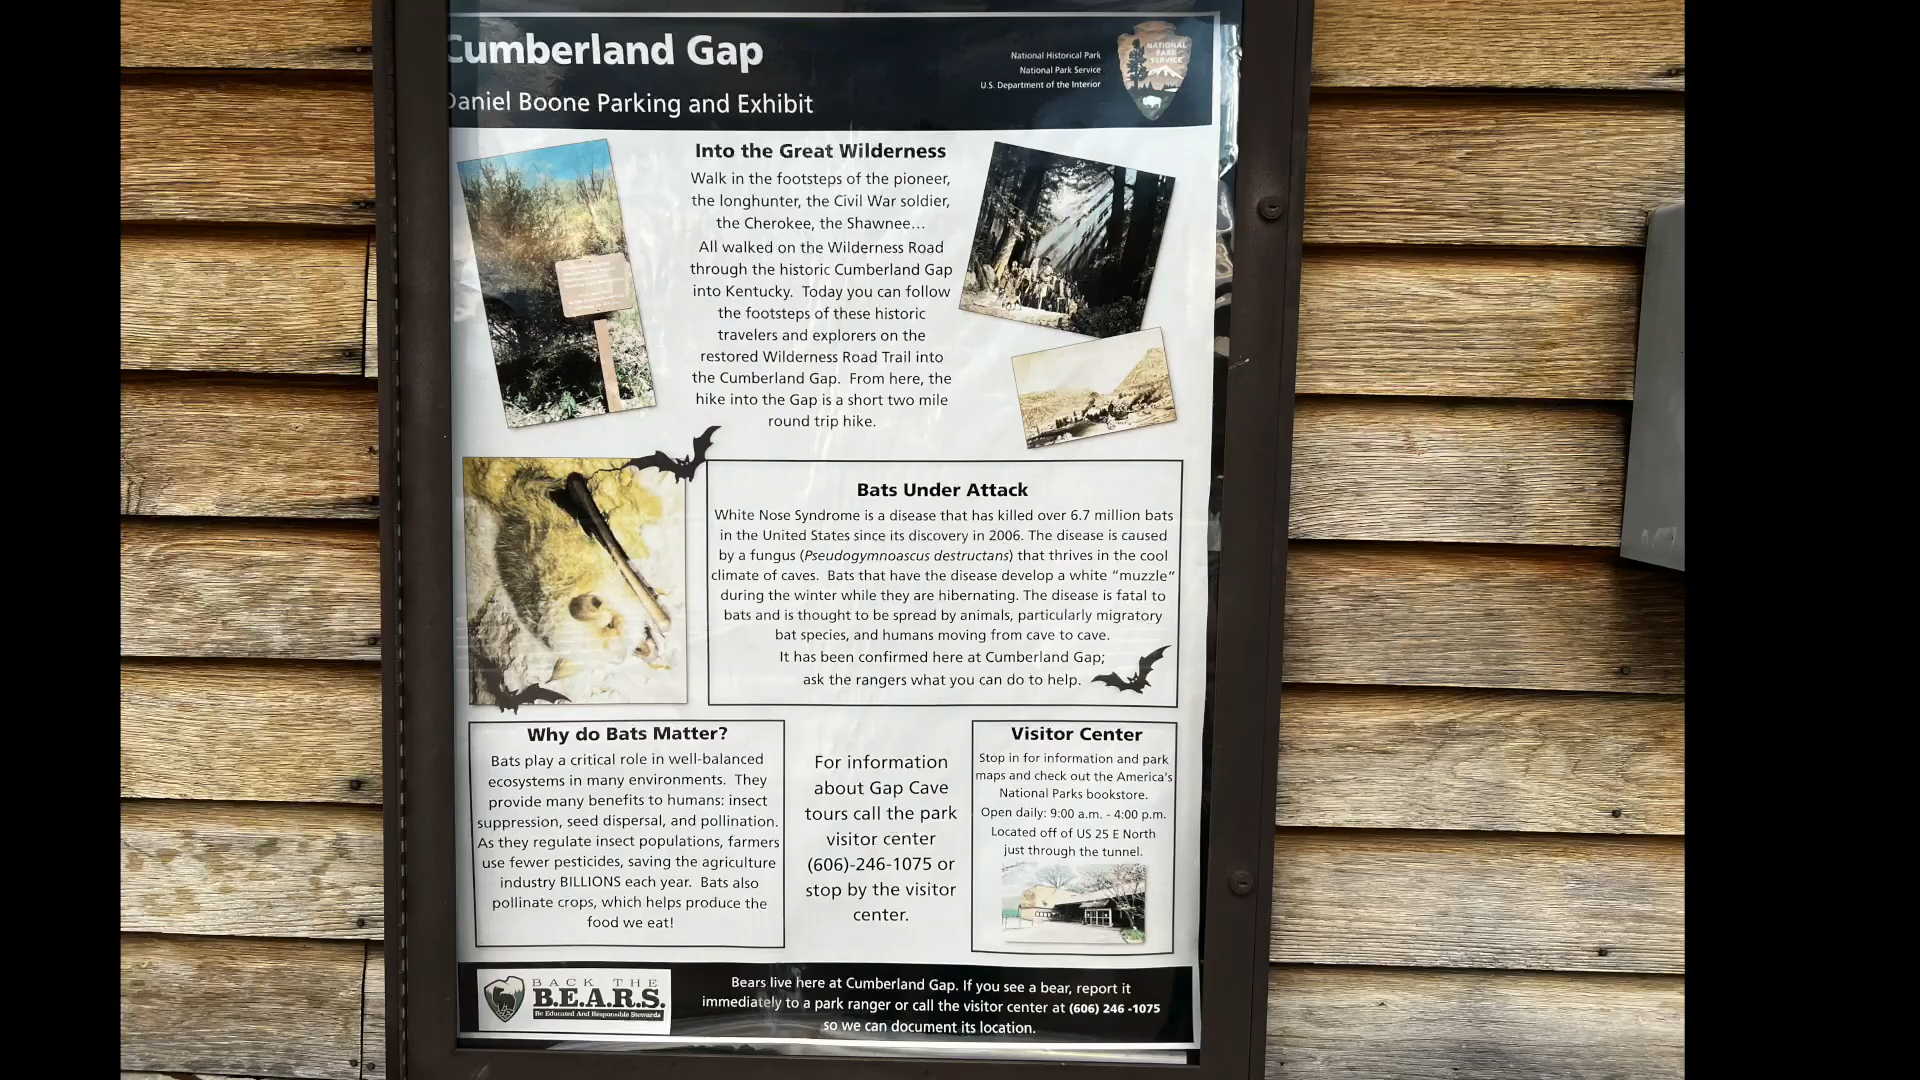 Cumberland Gap
Daniel Boone Parking and Exhibit
National Historical Park
National Park Service
U.S. Department of the Interior
NATIONAL
PARK
SERVICE
Into the Great Wilderness
Walk in the footsteps of the pioneer,
the longhunter, the Civil War soldier,
the Cherokee, the Shawnee…
All walked on the Wilderness Road
through the historic Cumberland Gap
into Kentucky. Today you can follow
the footsteps of these historic
travelers and explorers on the
restored Wilderness Road Trail into
the Cumberland Gap. From here, the
hike into the Gap is a short two mile
round trip hike.
Bats Under Attack
White Nose Syndrome is a disease that has killed over 6.7 million bats
in the United States since its discovery in 2006. The disease is caused
by a fungus (Pseudogymnoascus destructans) that thrives in the cool
climate of caves. Bats that have the disease develop a white “muzzle”
during the winter while they are hibernating. The disease is fatal to
bats and is thought to be spread by animals, particularly migratory
bat species, and humans moving from cave to cave.
It has been confirmed here at Cumberland Gap;
ask the rangers what you can do to help.
Why do Bats Matter?
Bats play a critical role in well-balanced
ecosystems in many environments. They
provide many benefits to humans: insect
suppression, seed dispersal, and pollination.
As they regulate insect populations, farmers
use fewer pesticides, saving the agriculture
industry BILLIONS each year. Bats also
pollinate crops, which helps produce the
food we eat!
For information
about Gap Cave
tours call the park
visitor center
(606)-246-1075 or
stop by the visitor
center.
Visitor Center
Stop in for information and park
maps and check out the America's
National Parks bookstore.
Open daily: 9:00 a.m. - 4:00 p.m.
Located off of US 25 E North
just through the tunnel.
BACK THE
B.E.A.R.S.
Be Educated And Responsible Stewards
Bears live here at Cumberland Gap. If you see a bear, report it
immediately to a park ranger or call the visitor center at (606) 246 -1075
so we can document its location.